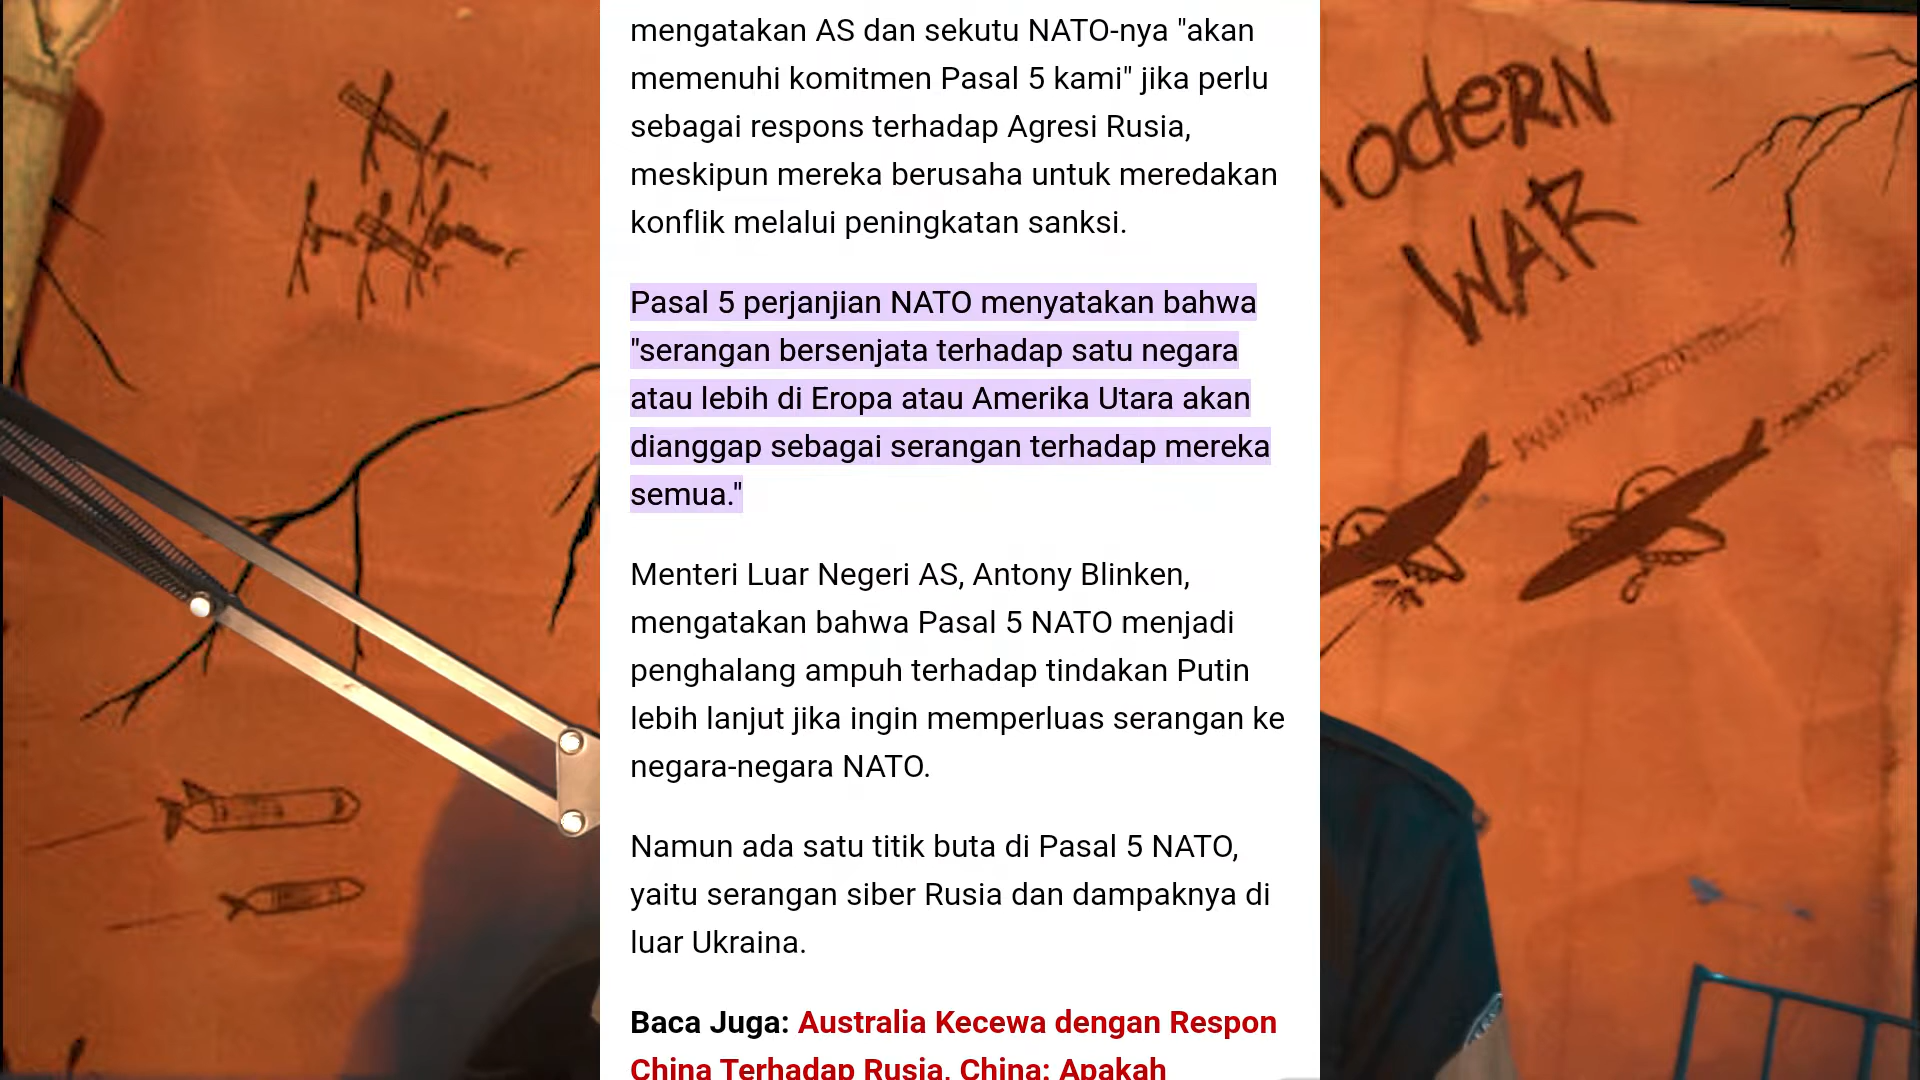 mengatakan AS dan sekutu NATO-nya "akan
memenuhi komitmen Pasal 5 kami" jika perlu
sebagai respons terhadap Agresi Rusia,
meskipun mereka berusaha untuk meredakan
konflik melalui peningkatan sanksi.
Pasal 5 perjanjian NATO menyatakan bahwa
"serangan bersenjata terhadap satu negara
atau lebih di Eropa atau Amerika Utara akan
dianggap sebagai serangan terhadap mereka
semua."
Menteri Luar Negeri AS, Antony Blinken,
mengatakan bahwa Pasal 5 NATO menjadi
penghalang ampuh terhadap tindakan Putin
lebih lanjut jika ingin memperluas serangan ke
negara-negara NATO.
Namun ada satu titik buta di Pasal 5 NATO,
yaitu serangan siber Rusia dan dampaknya di
luar Ukraina.
Baca Juga: Australia Kecewa dengan Respon
China Terhadap Rusia, China: Apakah
ModERN
WAR